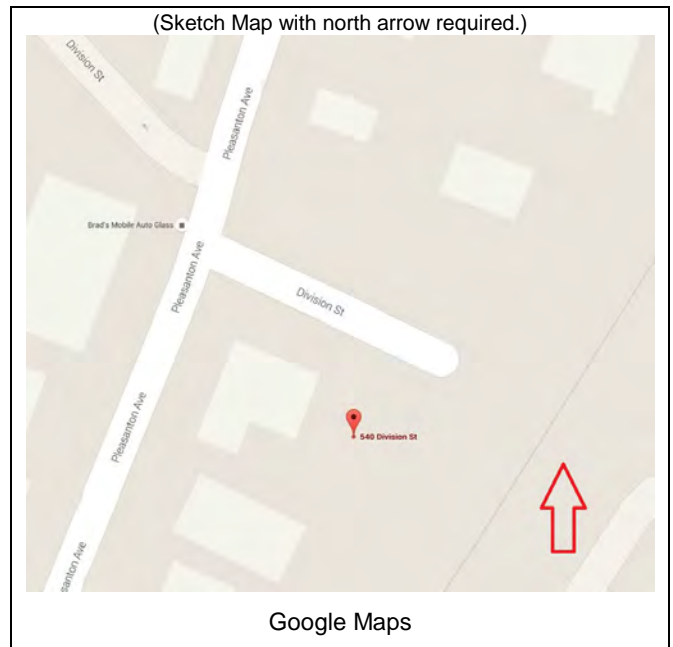 (Sketch Map with north arrow required.)
Division St
Pleasanton Ave
Brad's Mobile Auto Glass
Pleasanton Ave
Division St
Pleasanton Ave
540 Division St
santon Ave
Google Maps